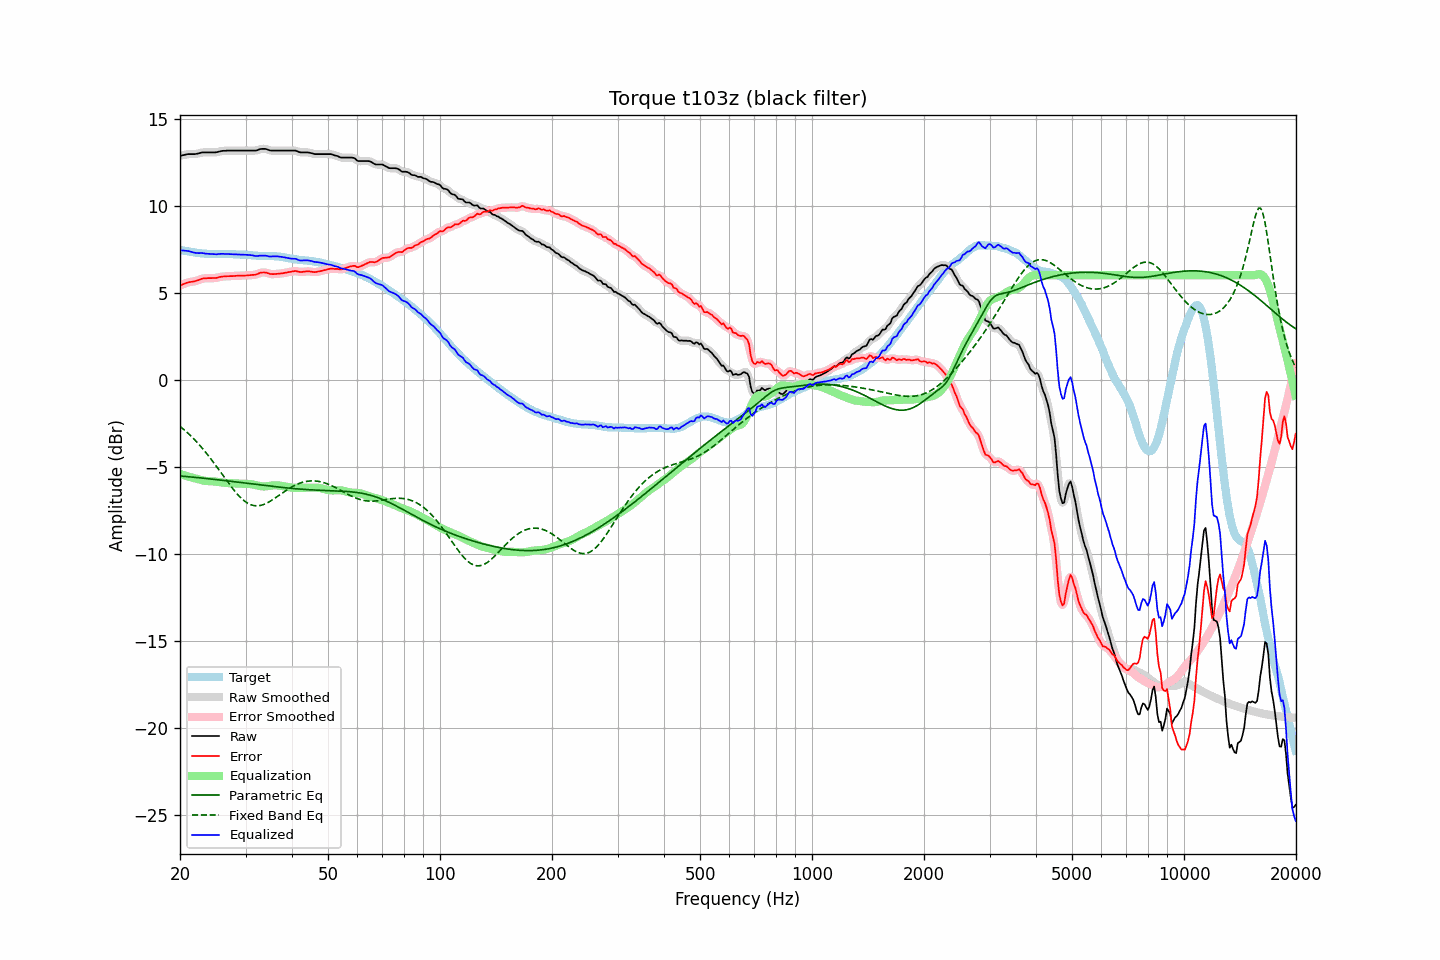 Torque t103z (black filter)
15
10
5
0
−5
−10
−15
−20
−25
Amplitude (dBr)
Target
Raw Smoothed
Error Smoothed
Raw
Error
Equalization
Parametric Eq
Fixed Band Eq
Equalized
20 50 100 200 500 1000 2000 5000 10000 20000
Frequency (Hz)